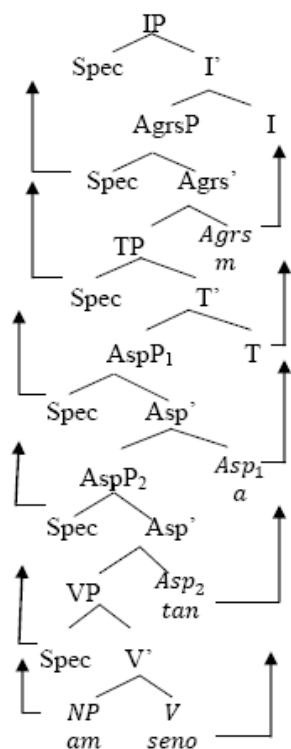 IP
Spec I’
AgrsP I
Spec Agrs’
TP Agrs
m
Spec T’
AspP₁ T
Spec Asp’
AspP₂ Asp₁
a
Spec Asp’
VP Asp₂
tan
Spec V’
NP V
am seno